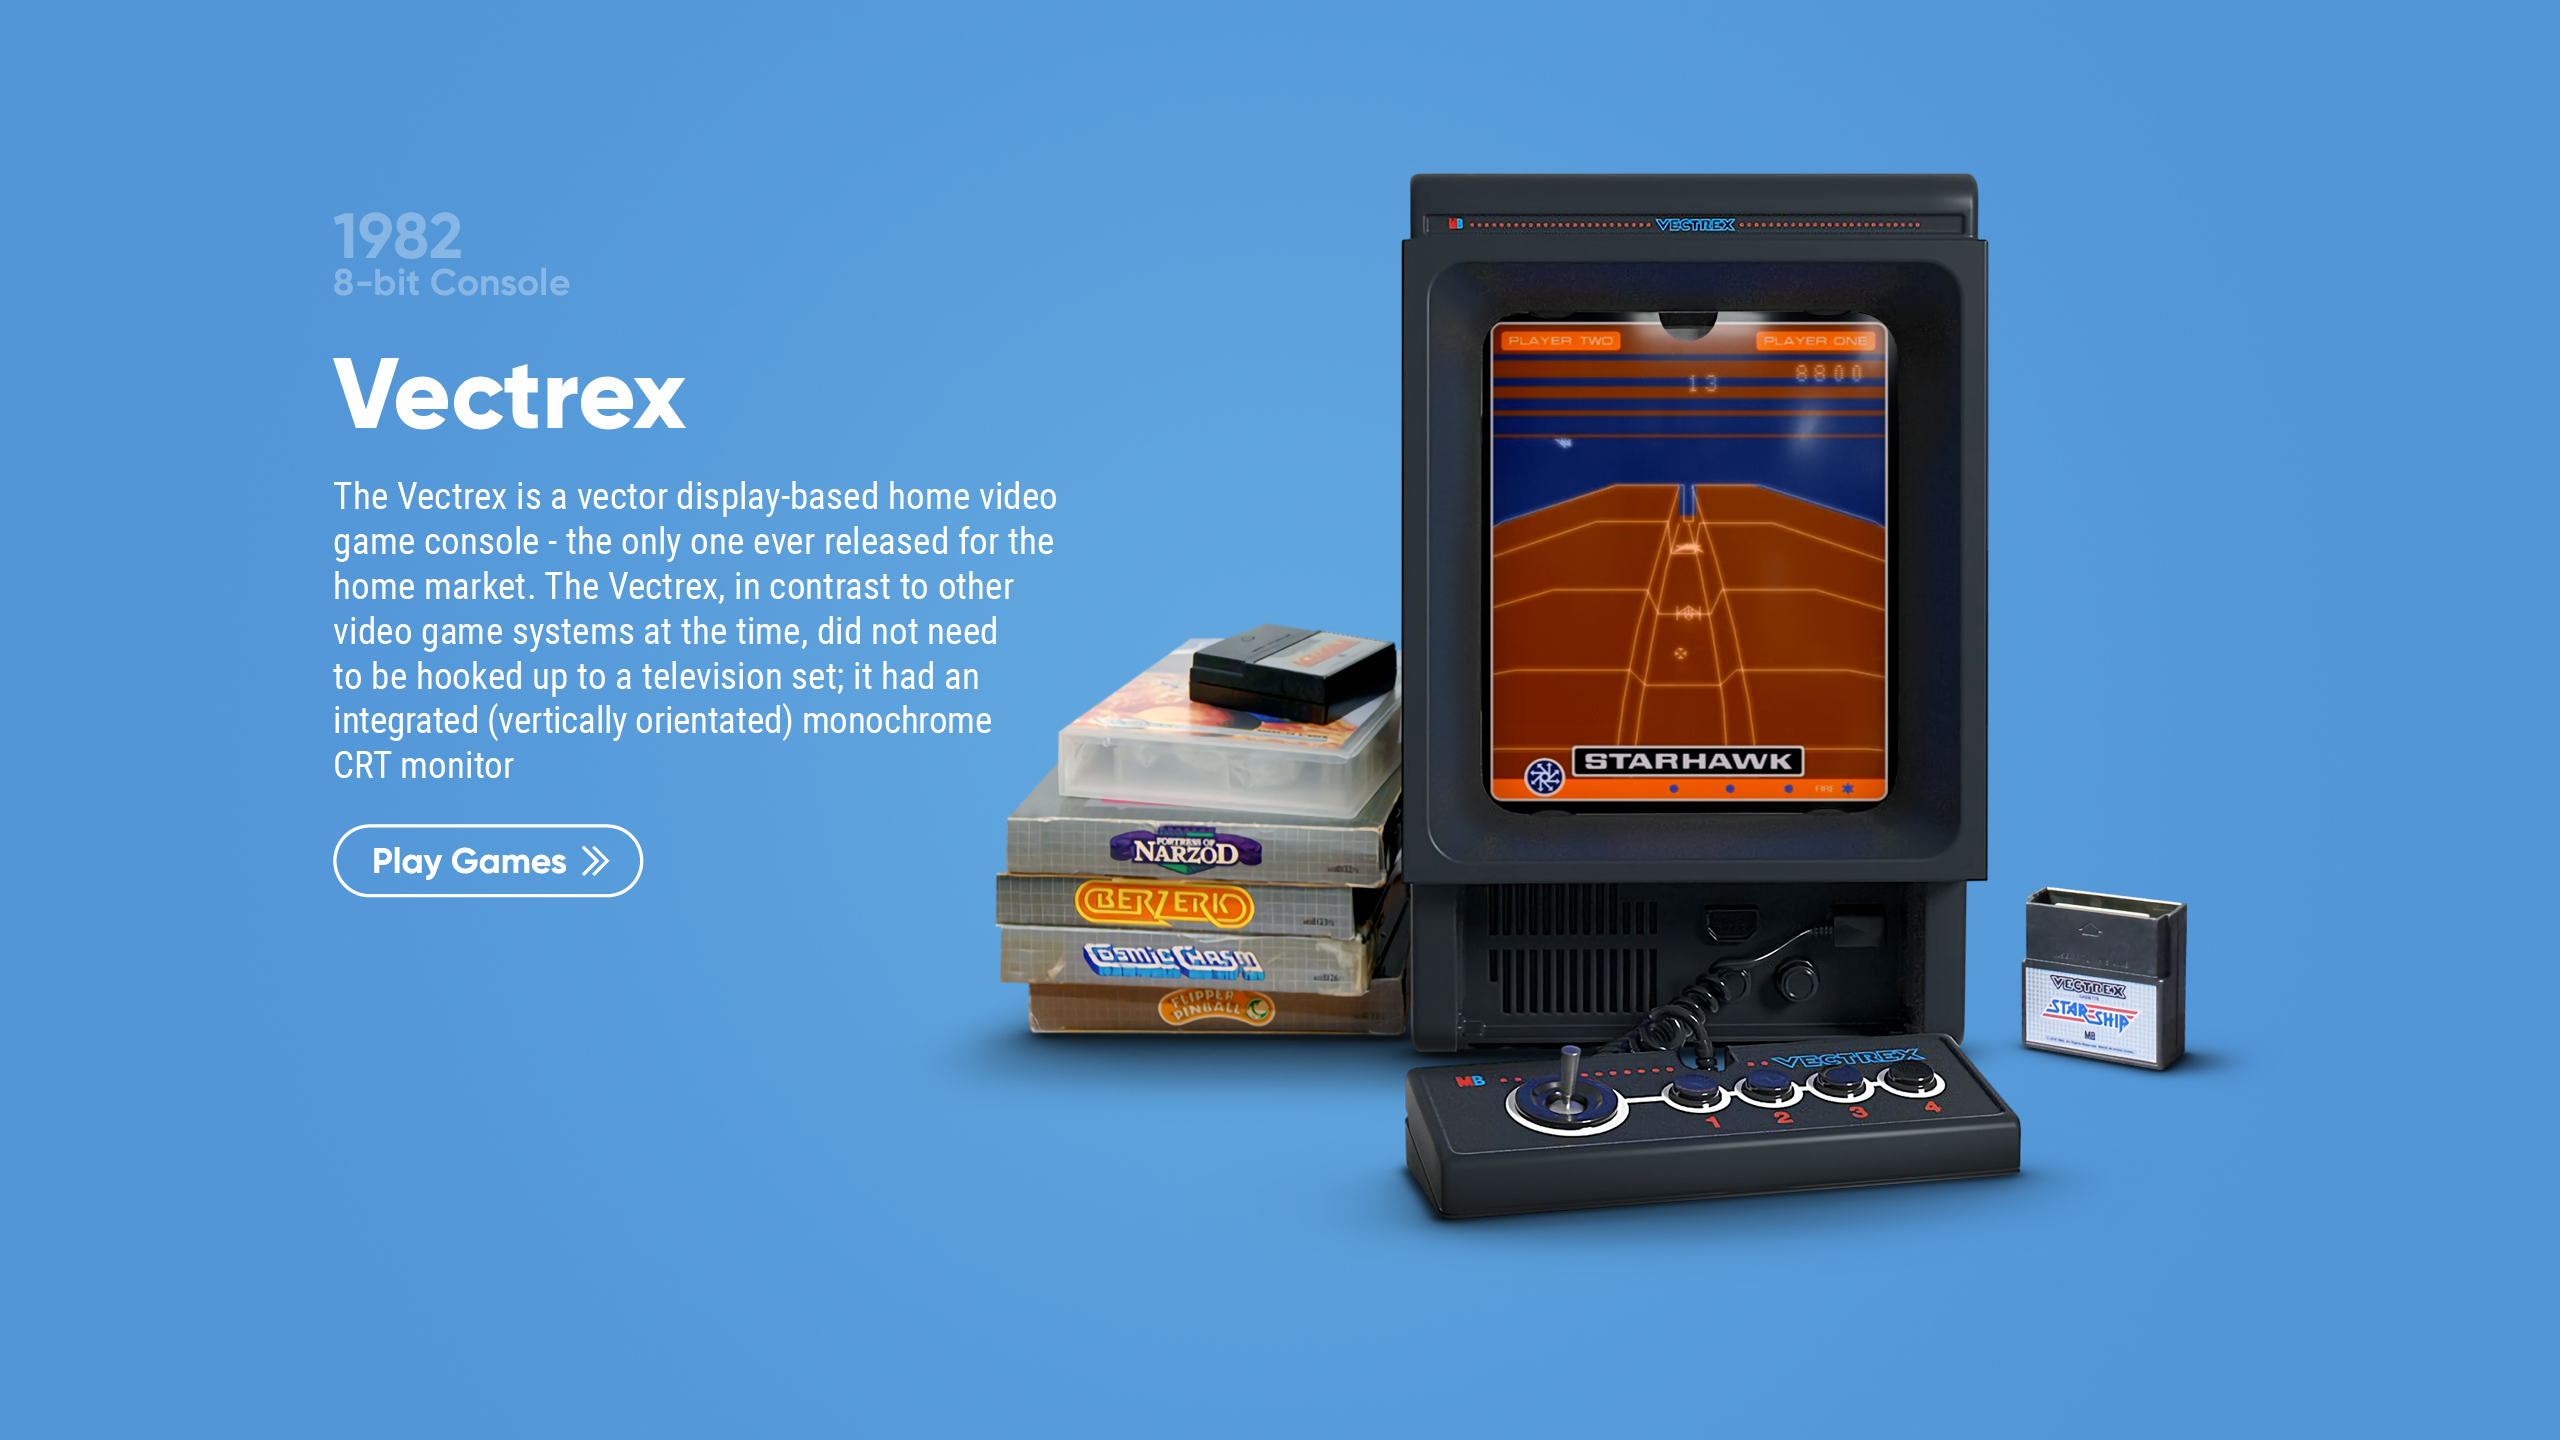 1982
8-bit Console
Vectrex
The Vectrex is a vector display-based home video
game console - the only one ever released for the
home market. The Vectrex, in contrast to other
video game systems at the time, did not need
to be hooked up to a television set; it had an
integrated (vertically orientated) monochrome
CRT monitor
Play Games
MB VECTREX
PLAYER TWO PLAYER ONE
13 8800
STARHAWK
FIRE
FORTRESS OF
NARZOD
BERZERK
COSMIC CHASM
FLIPPER
PINBALL
MB VECTREX
1 2 3 4
VECTREX
STAR SHIP
MB